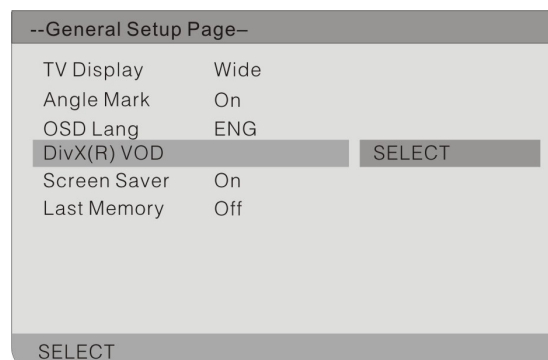 --General Setup Page–
TV Display Wide
Angle Mark On
OSD Lang ENG
DivX(R) VOD SELECT
Screen Saver On
Last Memory Off
SELECT